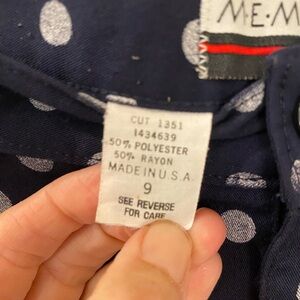 M·E·M
CUT 1351
1434639
50% POLYESTER
50% RAYON
MADE IN U.S.A.
9
SEE REVERSE
FOR CARE